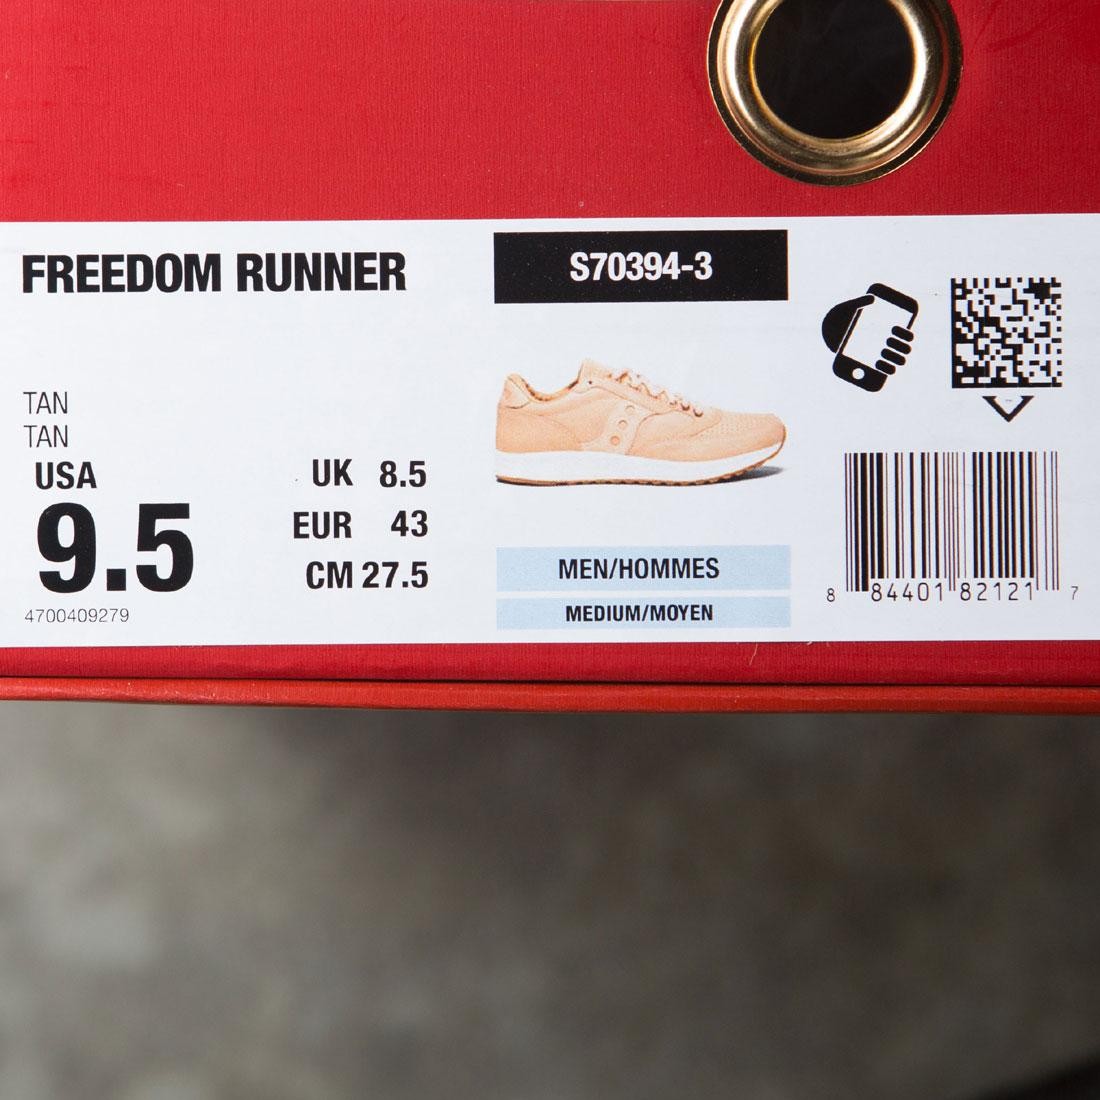 FREEDOM RUNNER
S70394-3
TAN
TAN
USA
9.5
UK 8.5
EUR 43
CM 27.5
4700409279
MEN/HOMMES
MEDIUM/MOYEN
8 84401 82121 7